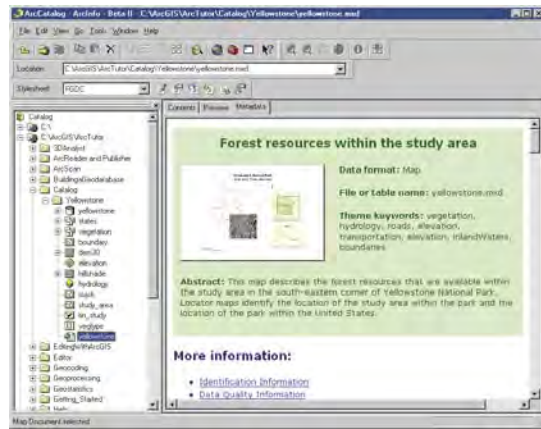 ArcCatalog - ArcInfo - Beta II - C:\ArcGIS\ArcTutor\Catalog\Yellowstone\yellowstone.mxd
File Edit View Go Tools Window Help
Location: C:\ArcGIS\ArcTutor\Catalog\Yellowstone\yellowstone.mxd
Stylesheet: FGDC
Contents Preview Metadata
Catalog
C:\
C:\ArcGIS\ArcTutor
3DAnalyst
ArcReader and Publisher
ArcScan
BuildingsGeodatabase
Catalog
Yellowstone
yellowstone
states
vegetation
boundary
dem30
elevation
hillshade
hydrology
study_area
vegtype
yellowstone
EditingWithArcGIS
Editor
Geocoding
Geoprocessing
Geostatistics
Getting_Started
Help
Forest resources within the study area
Data format: Map
File or table name: yellowstone.mxd
Theme keywords: vegetation,
hydrology, roads, elevation,
transportation, elevation, inlandWaters,
boundaries
Abstract: This map describes the forest resources that are available within
the study area in the south-eastern corner of Yellowstone National Park.
Locator maps identify the location of the study area within the park and the
location of the park within the United States.
More information:
Identification Information
Data Quality Information
Map Document selected